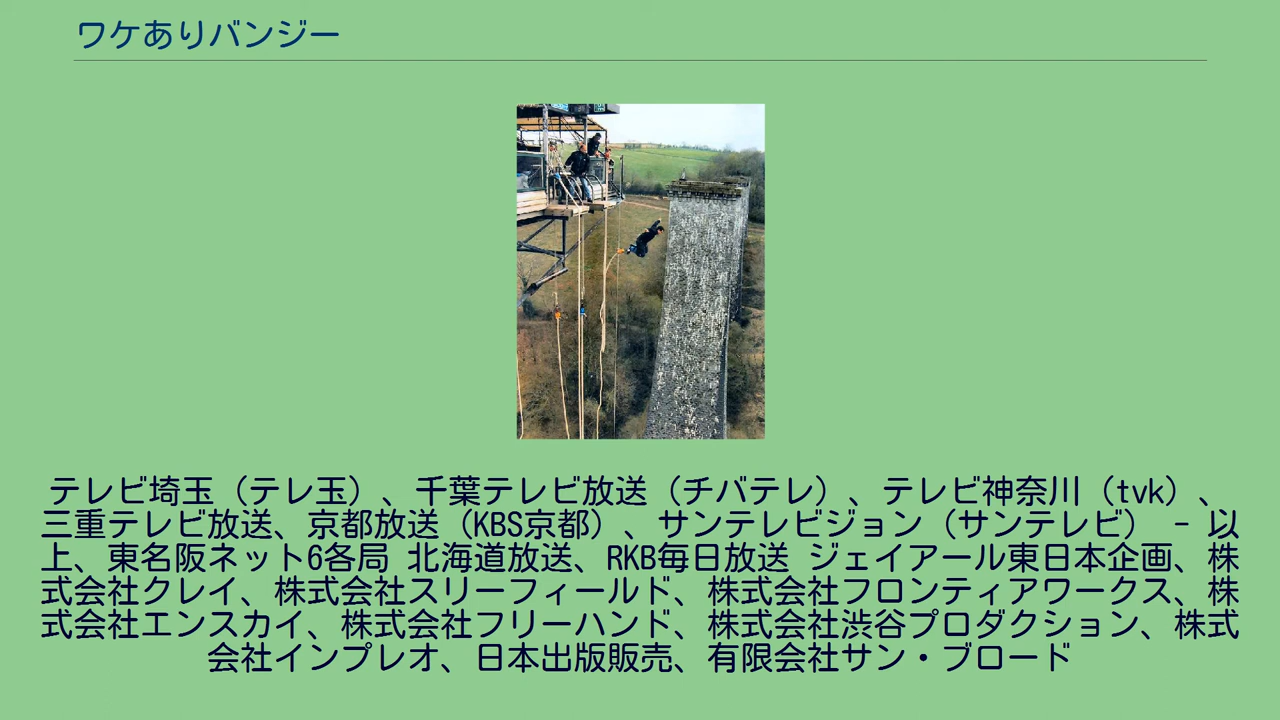 ワケありバンジー
テレビ埼玉（テレ玉）、千葉テレビ放送（チバテレ）、テレビ神奈川（tvk）、
三重テレビ放送、京都放送（KBS京都）、サンテレビジョン（サンテレビ） - 以
上、東名阪ネット6各局 北海道放送、RKB毎日放送 ジェイアール東日本企画、株
式会社クレイ、株式会社スリーフィールド、株式会社フロンティアワークス、株
式会社エンスカイ、株式会社フリーハンド、株式会社渋谷プロダクション、株式
会社インプレオ、日本出版販売、有限会社サン・ブロード